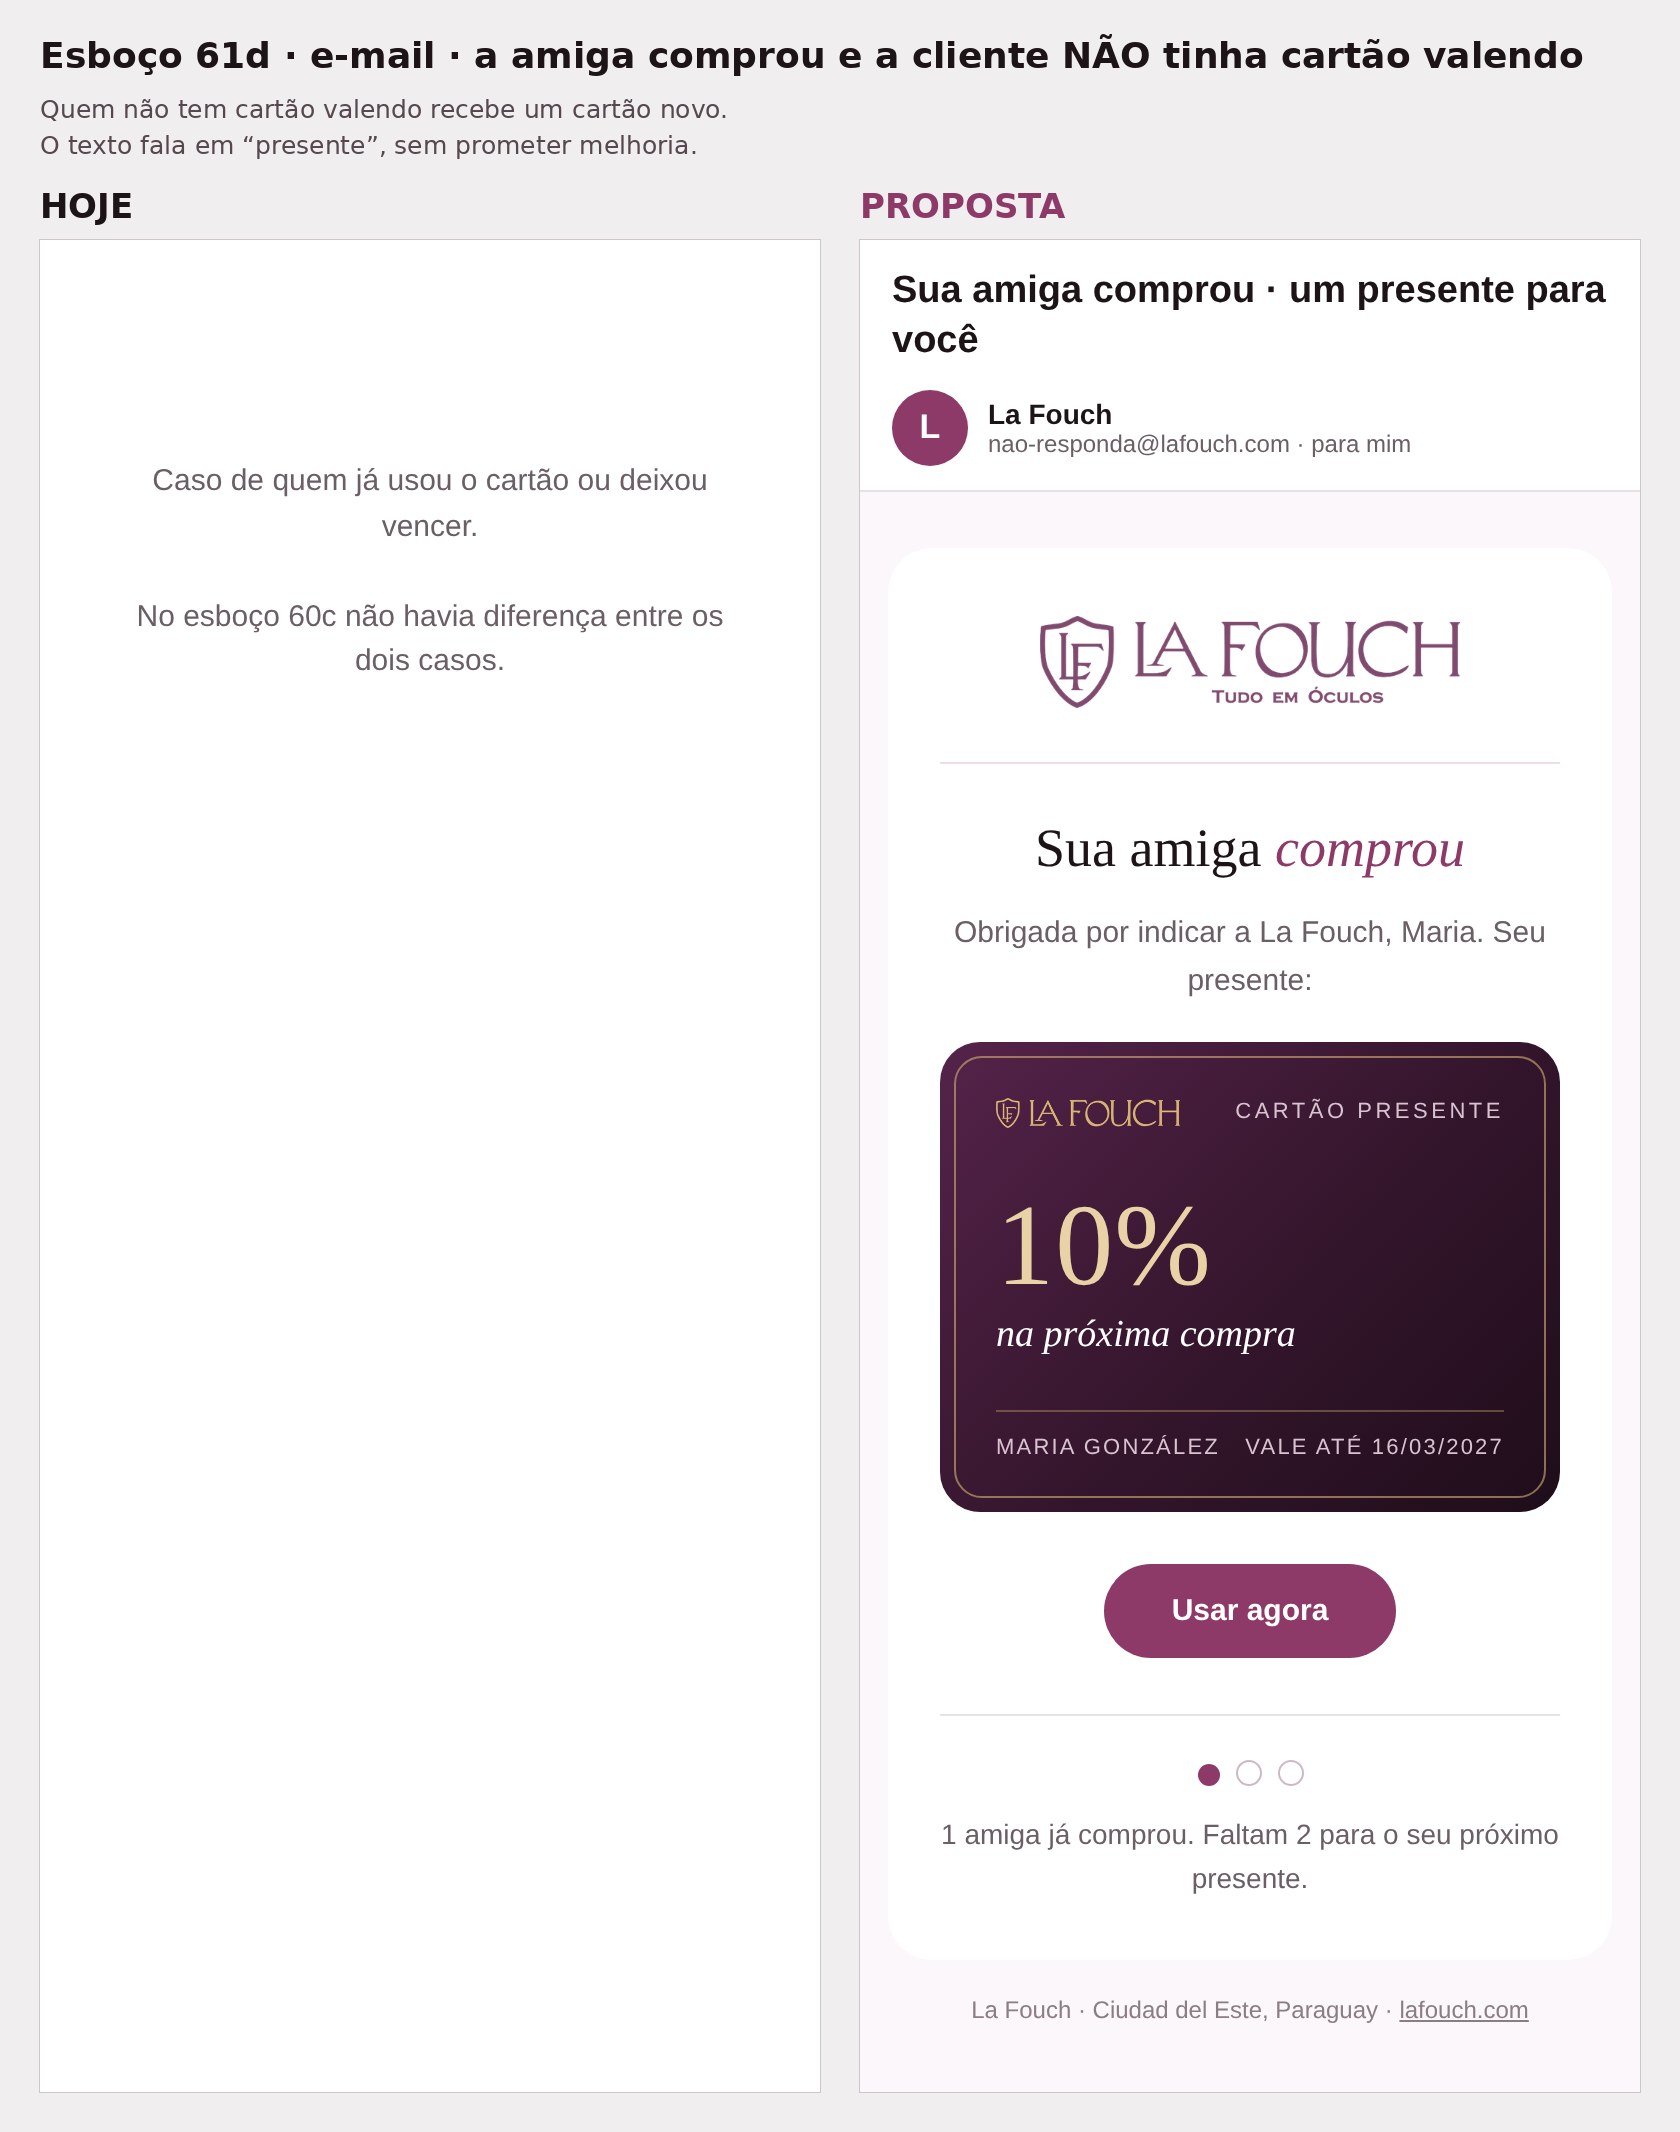 Esboço 61d · e-mail · a amiga comprou e a cliente NÃO tinha cartão valendo
Quem não tem cartão valendo recebe um cartão novo.
O texto fala em “presente”, sem prometer melhoria.
HOJE
Caso de quem já usou o cartão ou deixou
vencer.
No esboço 60c não havia diferença entre os
dois casos.
PROPOSTA
Sua amiga comprou · um presente para
você
L
La Fouch
nao-responda@lafouch.com · para mim
LF LA FOUCH
Tudo em Óculos
Sua amiga comprou
Obrigada por indicar a La Fouch, Maria. Seu
presente:
LF LA FOUCH CARTÃO PRESENTE
10%
na próxima compra
MARIA GONZÁLEZ VALE ATÉ 16/03/2027
Usar agora
1 amiga já comprou. Faltam 2 para o seu próximo
presente.
La Fouch · Ciudad del Este, Paraguay · lafouch.com